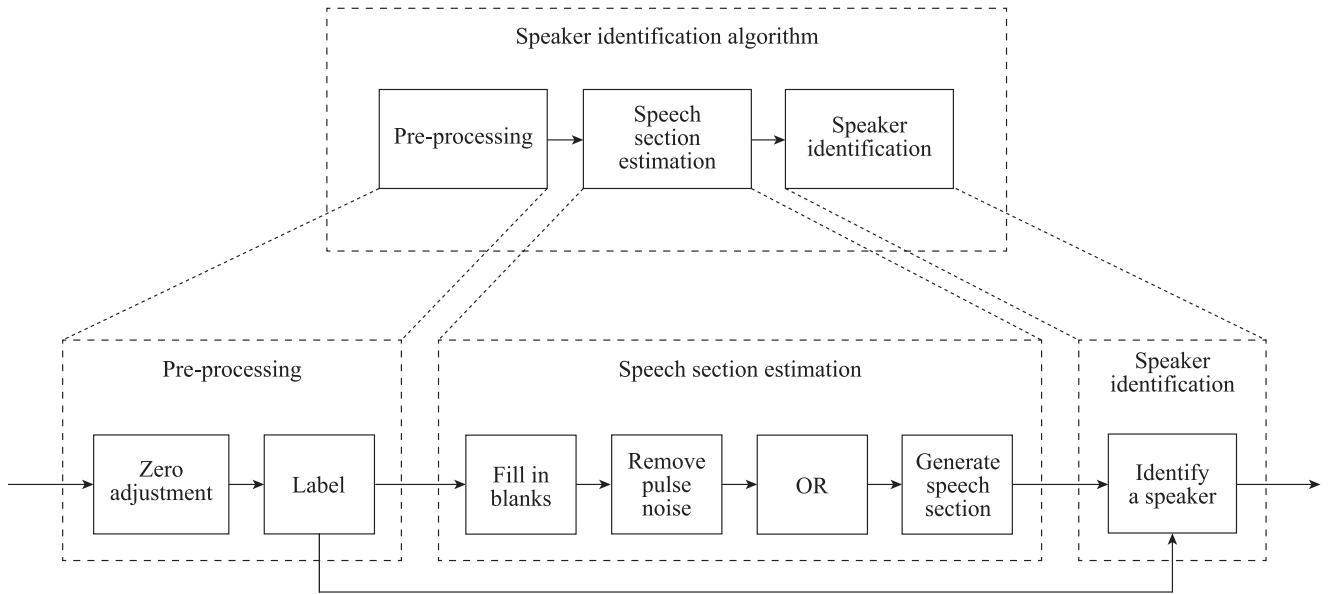 Speaker identification algorithm
Pre-processing
Speech
section
estimation
Speaker
identification
Pre-processing
Speech section estimation
Speaker
identification
Zero
adjustment
Label
Fill in
blanks
Remove
pulse
noise
OR
Generate
speech
section
Identify
a speaker